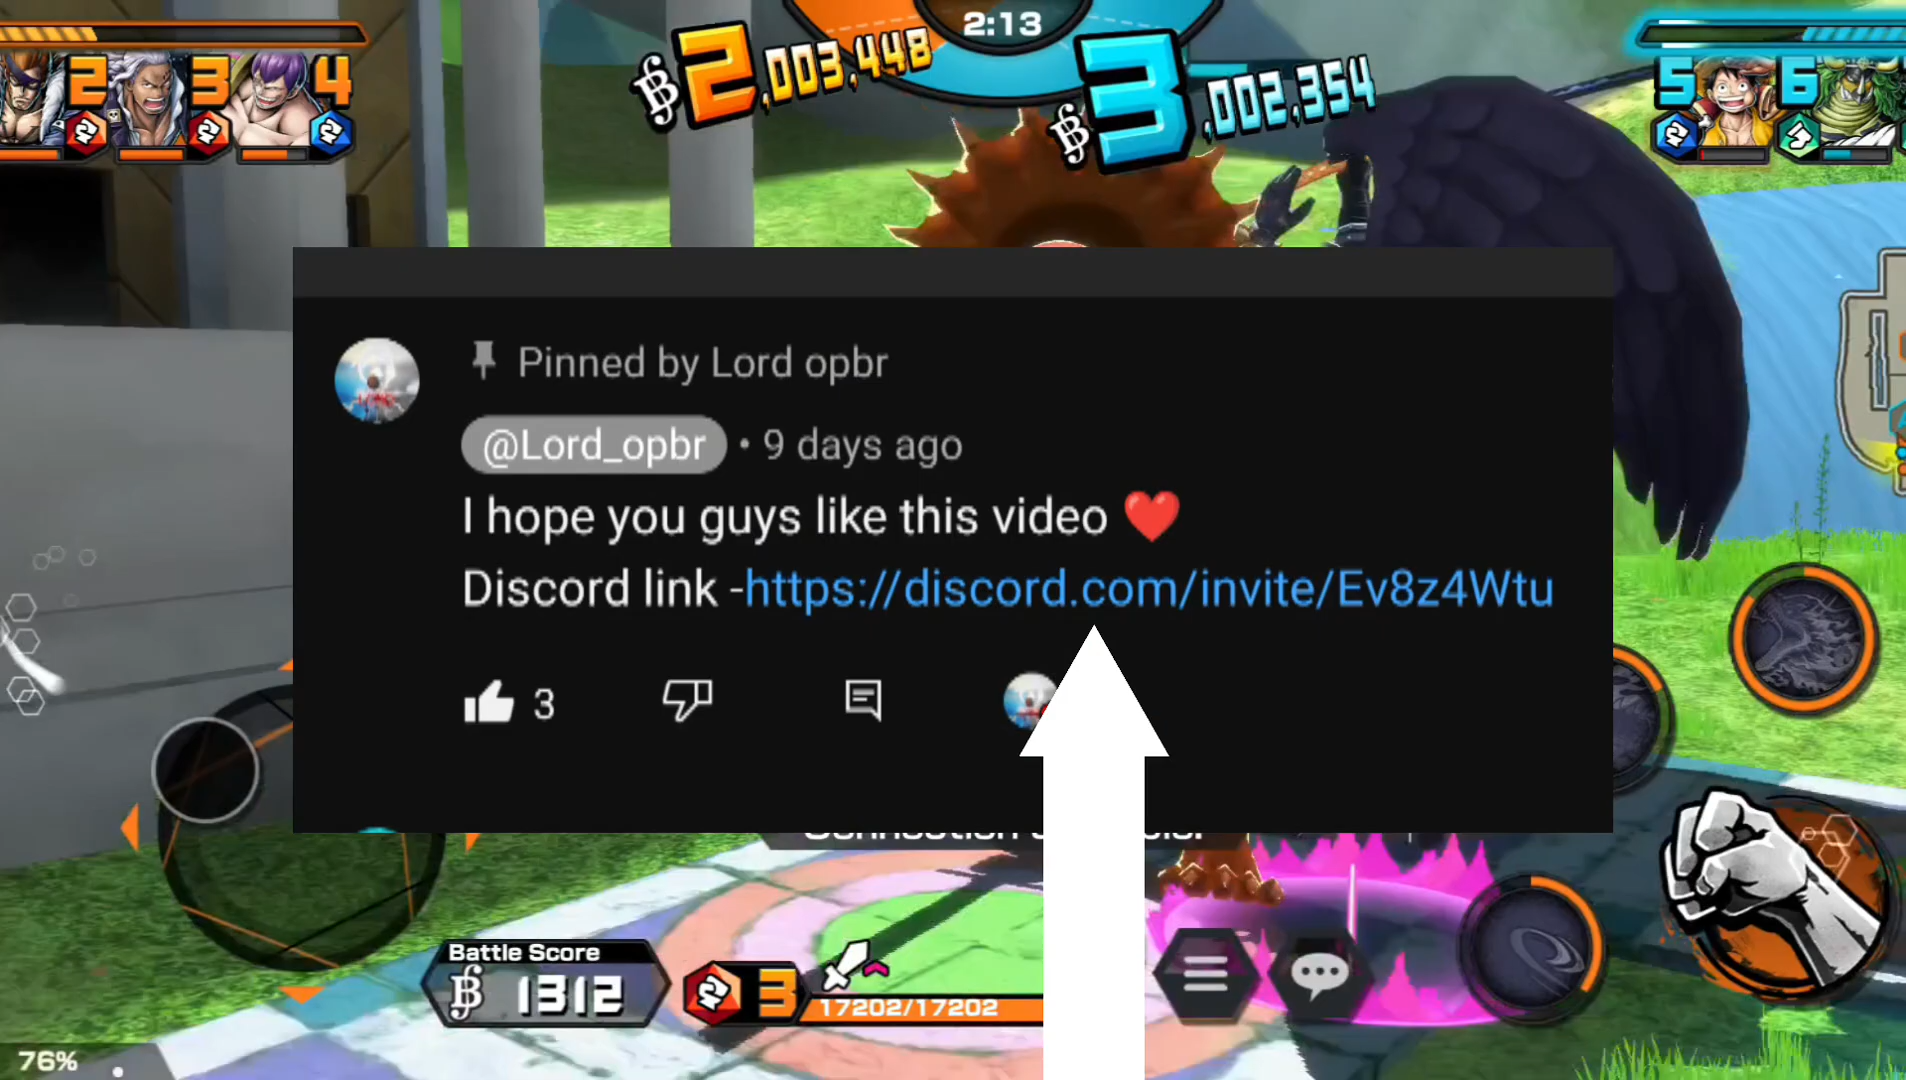 2:13
2,003,448
3,002,354
2
3
4
5
6
Pinned by Lord opbr
@Lord_opbr • 9 days ago
I hope you guys like this video ❤️
Discord link -https://discord.com/invite/Ev8z4Wtu
3
Battle Score
1312
3
17202/17202
76%